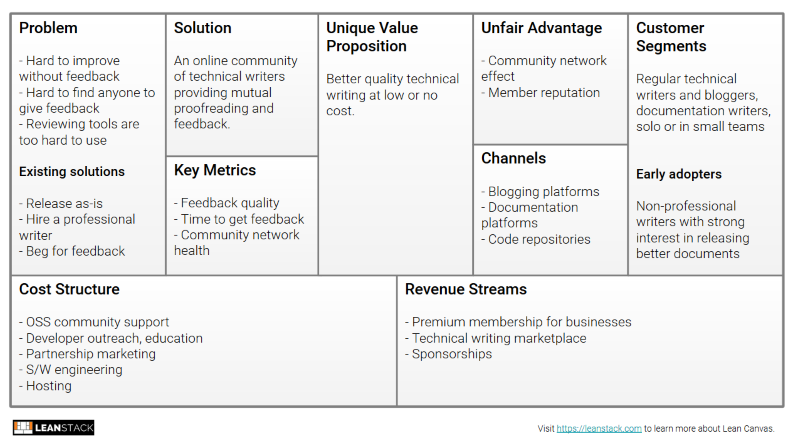 Problem
- Hard to improve
without feedback
- Hard to find anyone to
give feedback
- Reviewing tools are
too hard to use
Existing solutions
- Release as-is
- Hire a professional
writer
- Beg for feedback
Solution
An online community
of technical writers
providing mutual
proofreading and
feedback.
Key Metrics
- Feedback quality
- Time to get feedback
- Community network
health
Unique Value
Proposition
Better quality technical
writing at low or no
cost.
Unfair Advantage
- Community network
effect
- Member reputation
Channels
- Blogging platforms
- Documentation
platforms
- Code repositories
Customer
Segments
Regular technical
writers and bloggers,
documentation writers,
solo or in small teams
Early adopters
Non-professional
writers with strong
interest in releasing
better documents
Cost Structure
- OSS community support
- Developer outreach, education
- Partnership marketing
- S/W engineering
- Hosting
Revenue Streams
- Premium membership for businesses
- Technical writing marketplace
- Sponsorships
LEANSTACK
Visit https://leanstack.com to learn more about Lean Canvas.